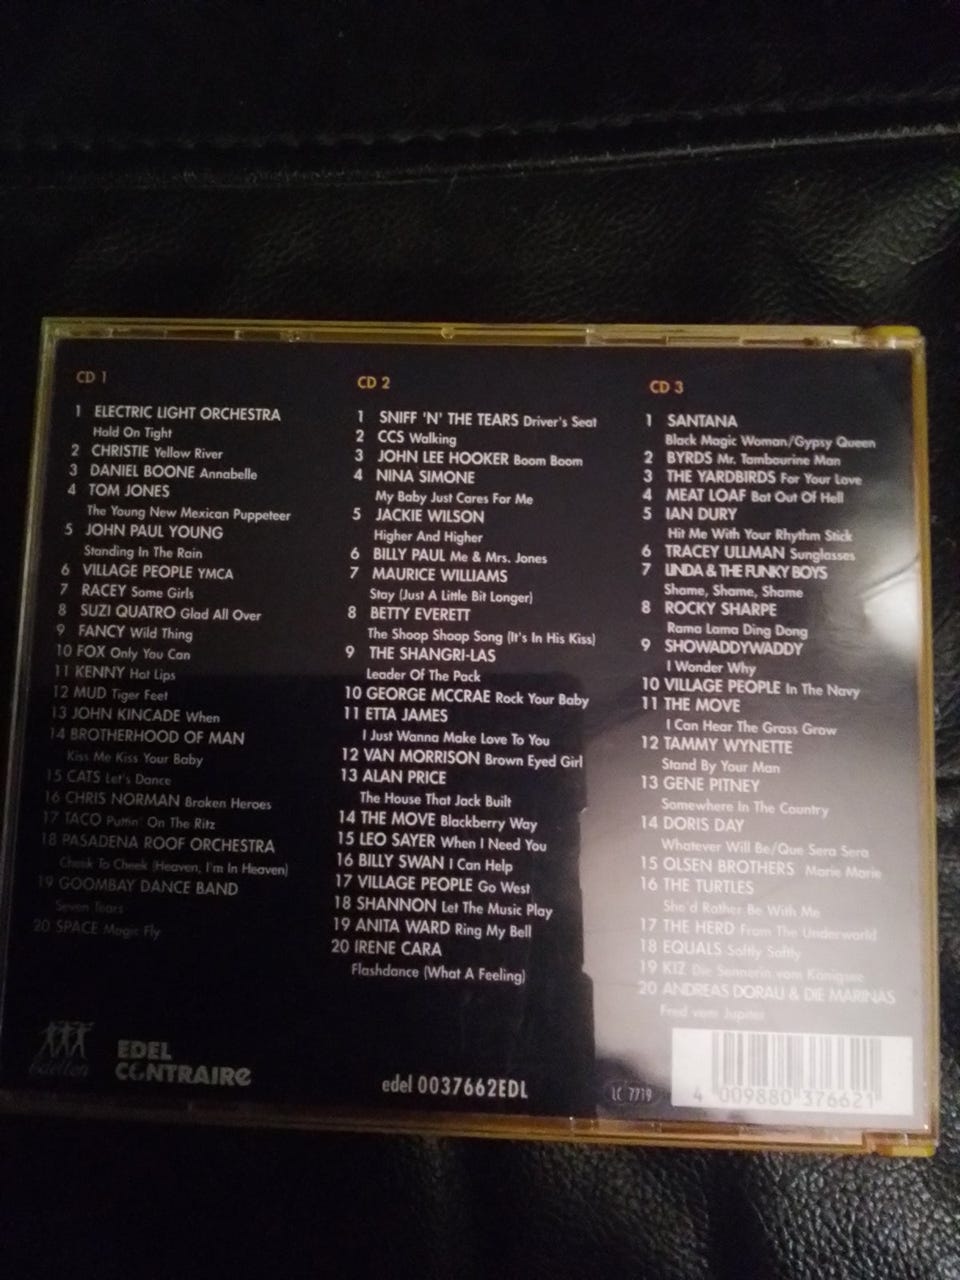 CD 1
1 ELECTRIC LIGHT ORCHESTRA
Hold On Tight
2 CHRISTIE Yellow River
3 DANIEL BOONE Annabelle
4 TOM JONES
The Young New Mexican Puppeteer
5 JOHN PAUL YOUNG
Standing In The Rain
6 VILLAGE PEOPLE YMCA
7 RACEY Some Girls
8 SUZI QUATRO Glad All Over
9 FANCY Wild Thing
10 FOX Only You Can
11 KENNY Hot Lips
12 MUD Tiger Feet
13 JOHN KINCADE When
14 BROTHERHOOD OF MAN
Kiss Me Kiss Your Baby
15 CATS Let's Dance
16 CHRIS NORMAN Broken Heroes
17 TACO Puttin' On The Ritz
18 PASADENA ROOF ORCHESTRA
Cheek To Cheek (Heaven, I'm In Heaven)
19 GOOMBAY DANCE BAND
Seven Tears
20 SPACE Magic Fly
CD 2
1 SNIFF 'N' THE TEARS Driver's Seat
2 CCS Walking
3 JOHN LEE HOOKER Boom Boom
4 NINA SIMONE
My Baby Just Cares For Me
5 JACKIE WILSON
Higher And Higher
6 BILLY PAUL Me & Mrs. Jones
7 MAURICE WILLIAMS
Stay (Just A Little Bit Longer)
8 BETTY EVERETT
The Shoop Shoop Song (It's In His Kiss)
9 THE SHANGRI-LAS
Leader Of The Pack
10 GEORGE MCCRAE Rock Your Baby
11 ETTA JAMES
I Just Wanna Make Love To You
12 VAN MORRISON Brown Eyed Girl
13 ALAN PRICE
The House That Jack Built
14 THE MOVE Blackberry Way
15 LEO SAYER When I Need You
16 BILLY SWAN I Can Help
17 VILLAGE PEOPLE Go West
18 SHANNON Let The Music Play
19 ANITA WARD Ring My Bell
20 IRENE CARA
Flashdance (What A Feeling)
CD 3
1 SANTANA
Black Magic Woman/Gypsy Queen
2 BYRDS Mr. Tambourine Man
3 THE YARDBIRDS For Your Love
4 MEAT LOAF Bat Out Of Hell
5 IAN DURY
Hit Me With Your Rhythm Stick
6 TRACEY ULLMAN Sunglasses
7 LINDA & THE FUNKY BOYS
Shame, Shame, Shame
8 ROCKY SHARPE
Rama Lama Ding Dong
9 SHOWADDYWADDY
I Wonder Why
10 VILLAGE PEOPLE In The Navy
11 THE MOVE
I Can Hear The Grass Grow
12 TAMMY WYNETTE
Stand By Your Man
13 GENE PITNEY
Somewhere In The Country
14 DORIS DAY
Whatever Will Be/Que Sera Sera
15 OLSEN BROTHERS Marie Marie
16 THE TURTLES
She'd Rather Be With Me
17 THE HERD From The Underworld
18 EQUALS Softly Softly
19 KIZ Die Sennerin vom Königsee
20 ANDREAS DORAU & DIE MARINAS
Fred vom Jupiter
EDEL
CONTRAIRE
edel 0037662EDL
LC 7719
4 009880 376621